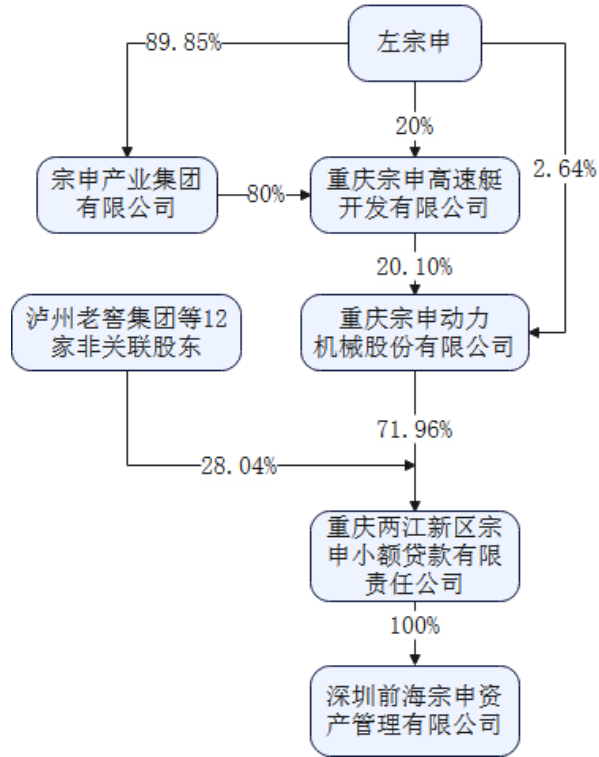 左宗申
89.85%
20%
2.64%
宗申产业集团
有限公司
80%
重庆宗申高速艇
开发有限公司
20.10%
泸州老窖集团等12
家非关联股东
重庆宗申动力
机械股份有限公司
71.96%
28.04%
重庆两江新区宗
申小额贷款有限
责任公司
100%
深圳前海宗申资
产管理有限公司